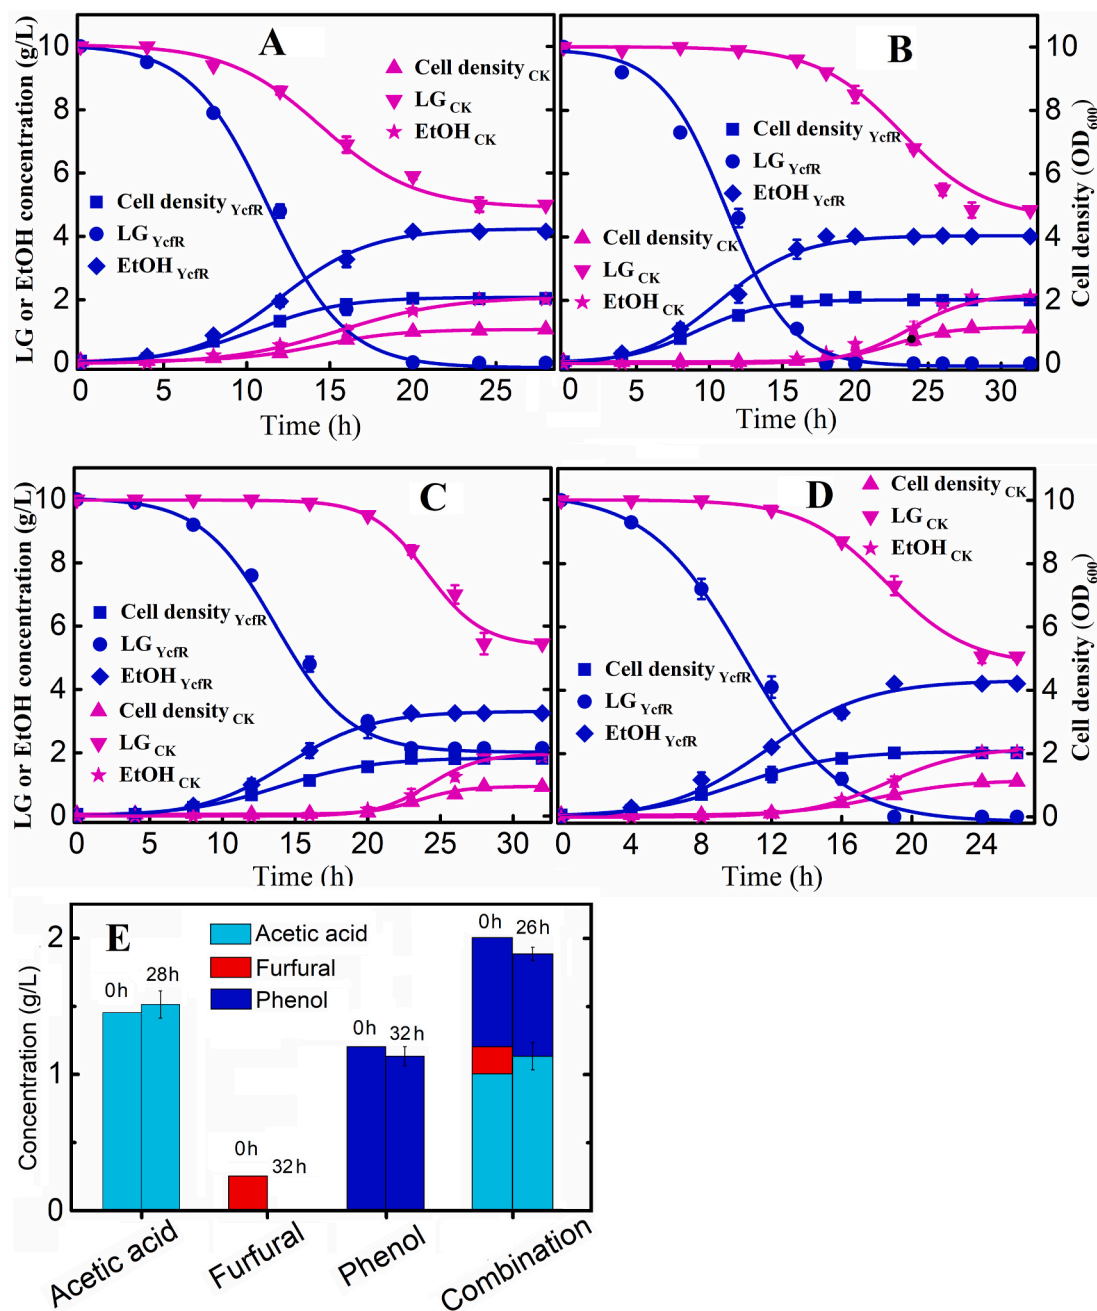 A
LG or EtOH concentration (g/L)
10
8
6
4
2
0
Cell density CK
LG CK
EtOH CK
Cell density YcfR
LG YcfR
EtOH YcfR
0 5 10 15 20 25
Time (h)
B
Cell density YcfR
LG YcfR
EtOH YcfR
Cell density CK
LG CK
EtOH CK
10
8
6
4
2
0
Cell density (OD600)
0 5 10 15 20 25 30
Time (h)
C
LG or EtOH concentration (g/L)
10
8
6
4
2
0
Cell density YcfR
LG YcfR
EtOH YcfR
Cell density CK
LG CK
EtOH CK
0 5 10 15 20 25 30
Time (h)
D
Cell density CK
LG CK
EtOH CK
Cell density YcfR
LG YcfR
EtOH YcfR
10
8
6
4
2
0
Cell density (OD600)
0 4 8 12 16 20 24
Time (h)
E
Concentration (g/L)
2
1
0
Acetic acid
Furfural
Phenol
0h 28h
0h 32h
0h 32h
0h 26h
Acetic acid
Furfural
Phenol
Combination